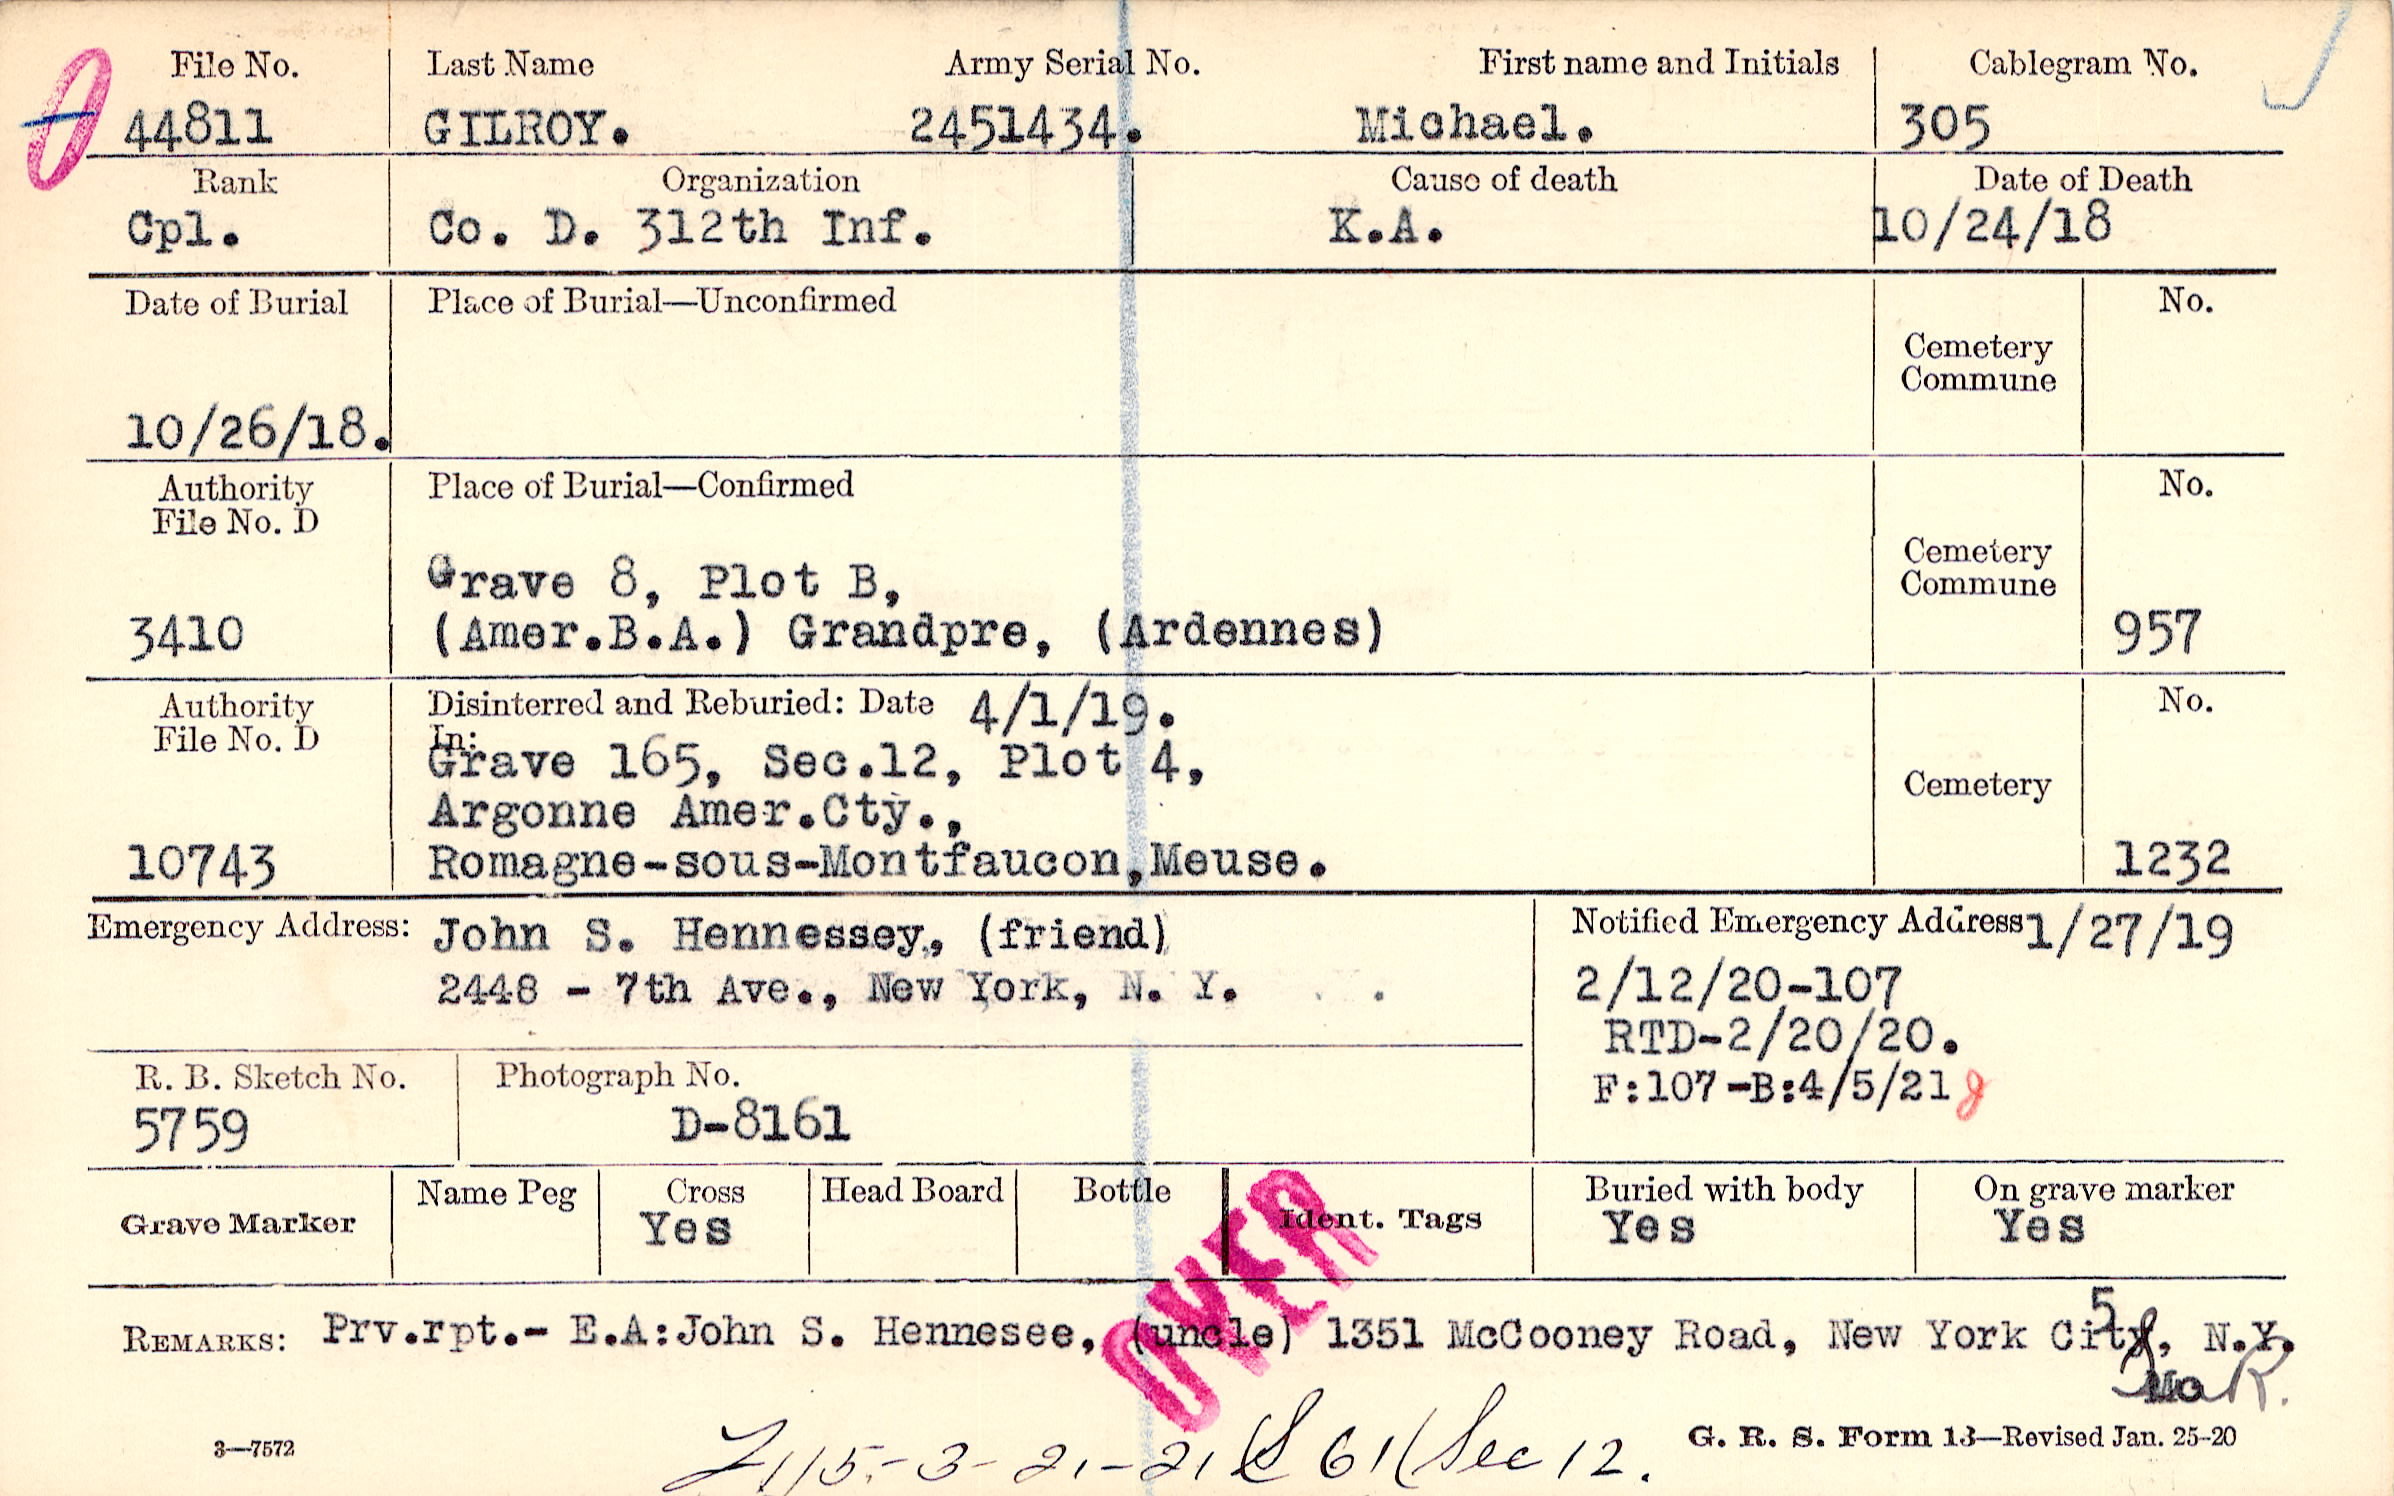 File No. Last Name Army Serial No. First name and Initials Cablegram No.
44811 GILROY. 2451434. Michael. 305
Rank Organization Cause of death Date of Death
Cpl. Co. D. 312th Inf. K.A. 10/24/18
Date of Burial Place of Burial—Unconfirmed No.
Cemetery
Commune
10/26/18.
Authority Place of Burial—Confirmed No.
File No. D
Cemetery
Commune
Grave 8, Plot B,
3410 (Amer.B.A.) Grandpre, (Ardennes) 957
Authority Disinterred and Reburied: Date 4/1/19. No.
File No. D In:
Grave 165, Sec.12, Plot 4,
Cemetery
Argonne Amer.Cty.,
10743 Romagne-sous-Montfaucon,Meuse. 1232
Emergency Address: John S. Hennessey, (friend) Notified Emergency Address 1/27/19
2448 - 7th Ave., New York, N. Y. 2/12/20-107
RTD-2/20/20.
F:107-B:4/5/21
R. B. Sketch No. Photograph No.
5759 D-8161
Grave Marker Name Peg Cross Head Board Bottle Ident. Tags Buried with body On grave marker
Yes Yes Yes
OVER
REMARKS: Prv.rpt.- E.A:John S. Hennesee, (uncle) 1351 McCooney Road, New York City, N.Y.
5
3—7572 G. R. S. Form 13—Revised Jan. 25-20
115-3-21-21 61 Sec 12.